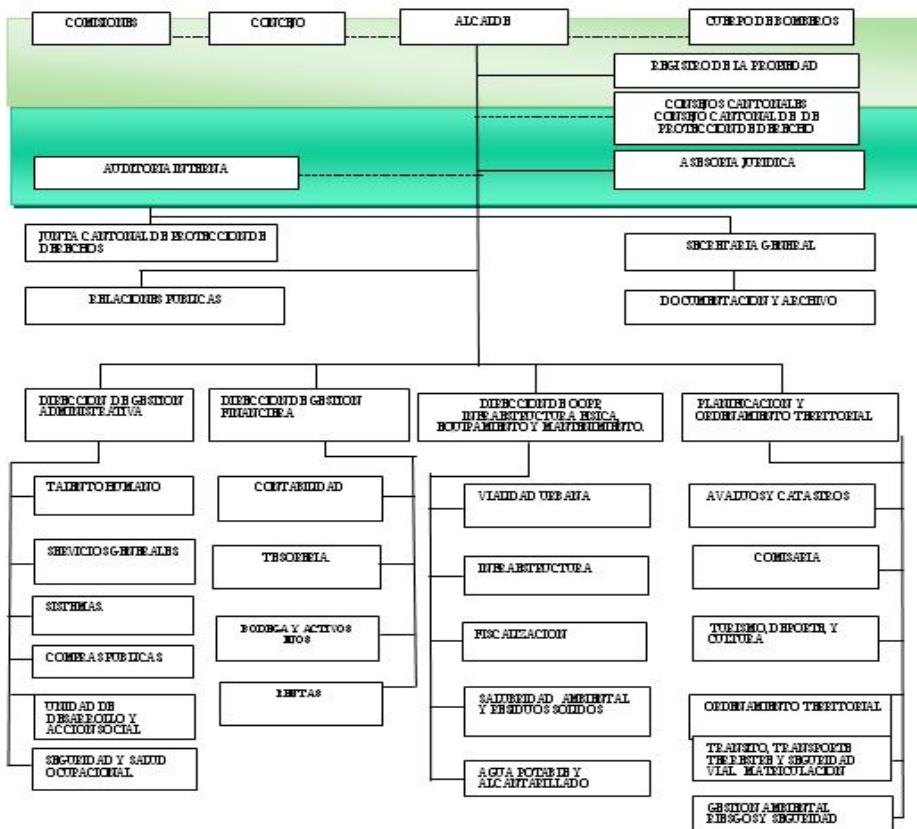 COMISIONES
CONCEJO
ALCALDE
CUERPO DE BOMBEROS
REGISTRO DE LA PROPIEDAD
CONSEJOS CANTONALES
CONSEJO CANTONAL DE DE
PROTECCION DE DERECHO
AUDITORIA INTERNA
ASESORIA JURIDICA
JUNTA CANTONAL DE PROTECCION DE
DERECHOS
SECRETARIA GENERAL
RELACIONES PUBLICAS
DOCUMENTACION Y ARCHIVO
DIRECCION DE GESTION
ADMINISTRATIVA
DIRECCION DE GESTION
FINANCIERA
DIRECCION DE OOPP,
INFRAESTRUCTURA FISICA,
EQUIPAMIENTO Y MANTENIMIENTO.
PLANIFICACION Y
ORDENAMIENTO TERRITORIAL
TALENTO HUMANO
SERVICIOS GENERALES
SISTEMAS.
COMPRAS PUBLICAS
UNIDAD DE
DESARROLLO Y
ACCION SOCIAL
SEGURIDAD Y SALUD
OCUPACIONAL.
CONTABILIDAD
TESORERIA
BODEGA Y ACTIVOS
FIJOS
RENTAS
VIALIDAD URBANA
INFRAESTRUCTURA
FISCALIZACION
SALUBRIDAD AMBIENTAL
Y RESIDUOS SOLIDOS
AGUA POTABLE Y
ALCANTARILLADO
AVALUOS Y CATASTROS
COMISARIA
TURISMO, DEPORTE, Y
CULTURA
ORDENAMIENTO TERRITORIAL
TRANSITO, TRANSPORTE
TERRESTRE Y SEGURIDAD
VIAL. MATRICULACION
GESTION AMBIENTAL
RIESGOS Y SEGURIDAD